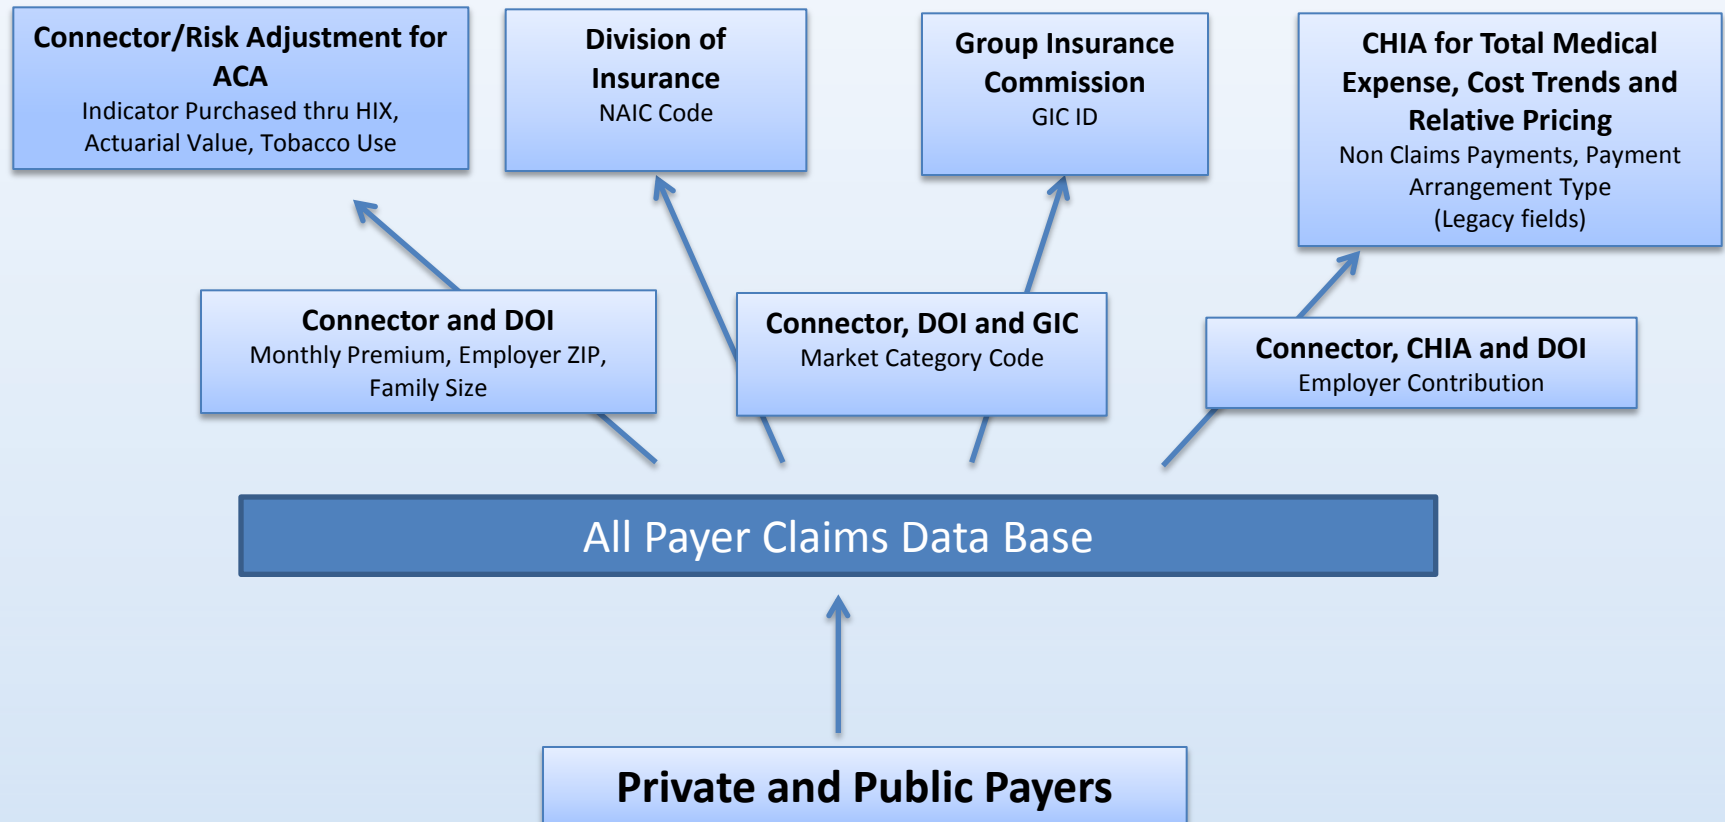 Connector/Risk Adjustment for
ACA
Indicator Purchased thru HIX,
Actuarial Value, Tobacco Use
Division of
Insurance
NAIC Code
Group Insurance
Commission
GIC ID
CHIA for Total Medical
Expense, Cost Trends and
Relative Pricing
Non Claims Payments, Payment
Arrangement Type
(Legacy fields)
Connector and DOI
Monthly Premium, Employer ZIP,
Family Size
Connector, DOI and GIC
Market Category Code
Connector, CHIA and DOI
Employer Contribution
All Payer Claims Data Base
Private and Public Payers